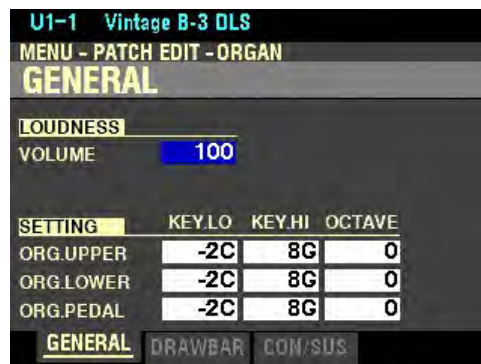 U1-1 Vintage B-3 DLS
MENU - PATCH EDIT - ORGAN
GENERAL
LOUDNESS
VOLUME 100
SETTING KEY.LO KEY.HI OCTAVE
ORG.UPPER -2C 8G 0
ORG.LOWER -2C 8G 0
ORG.PEDAL -2C 8G 0
GENERAL DRAWBAR CON/SUS